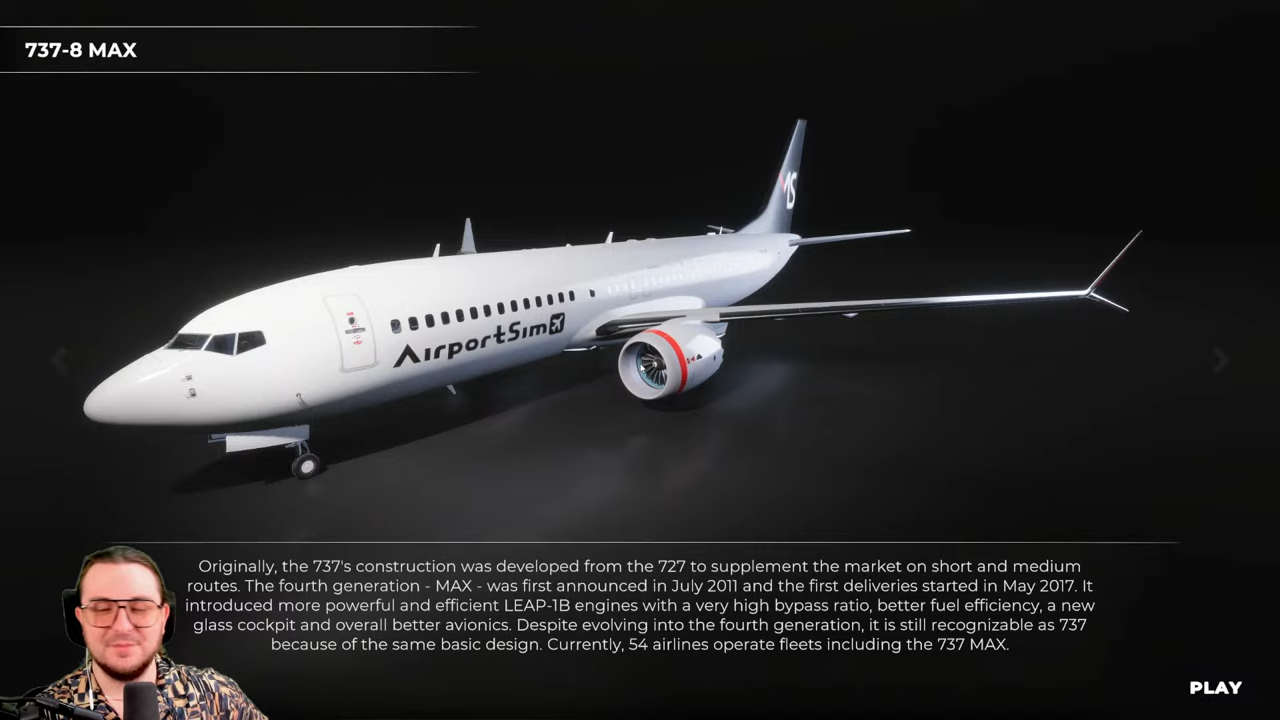 737-8 MAX
AirportSim
Originally, the 737's construction was developed from the 727 to supplement the market on short and medium
routes. The fourth generation - MAX - was first announced in July 2011 and the first deliveries started in May 2017. It
introduced more powerful and efficient LEAP-1B engines with a very high bypass ratio, better fuel efficiency, a new
glass cockpit and overall better avionics. Despite evolving into the fourth generation, it is still recognizable as 737
because of the same basic design. Currently, 54 airlines operate fleets including the 737 MAX.
PLAY